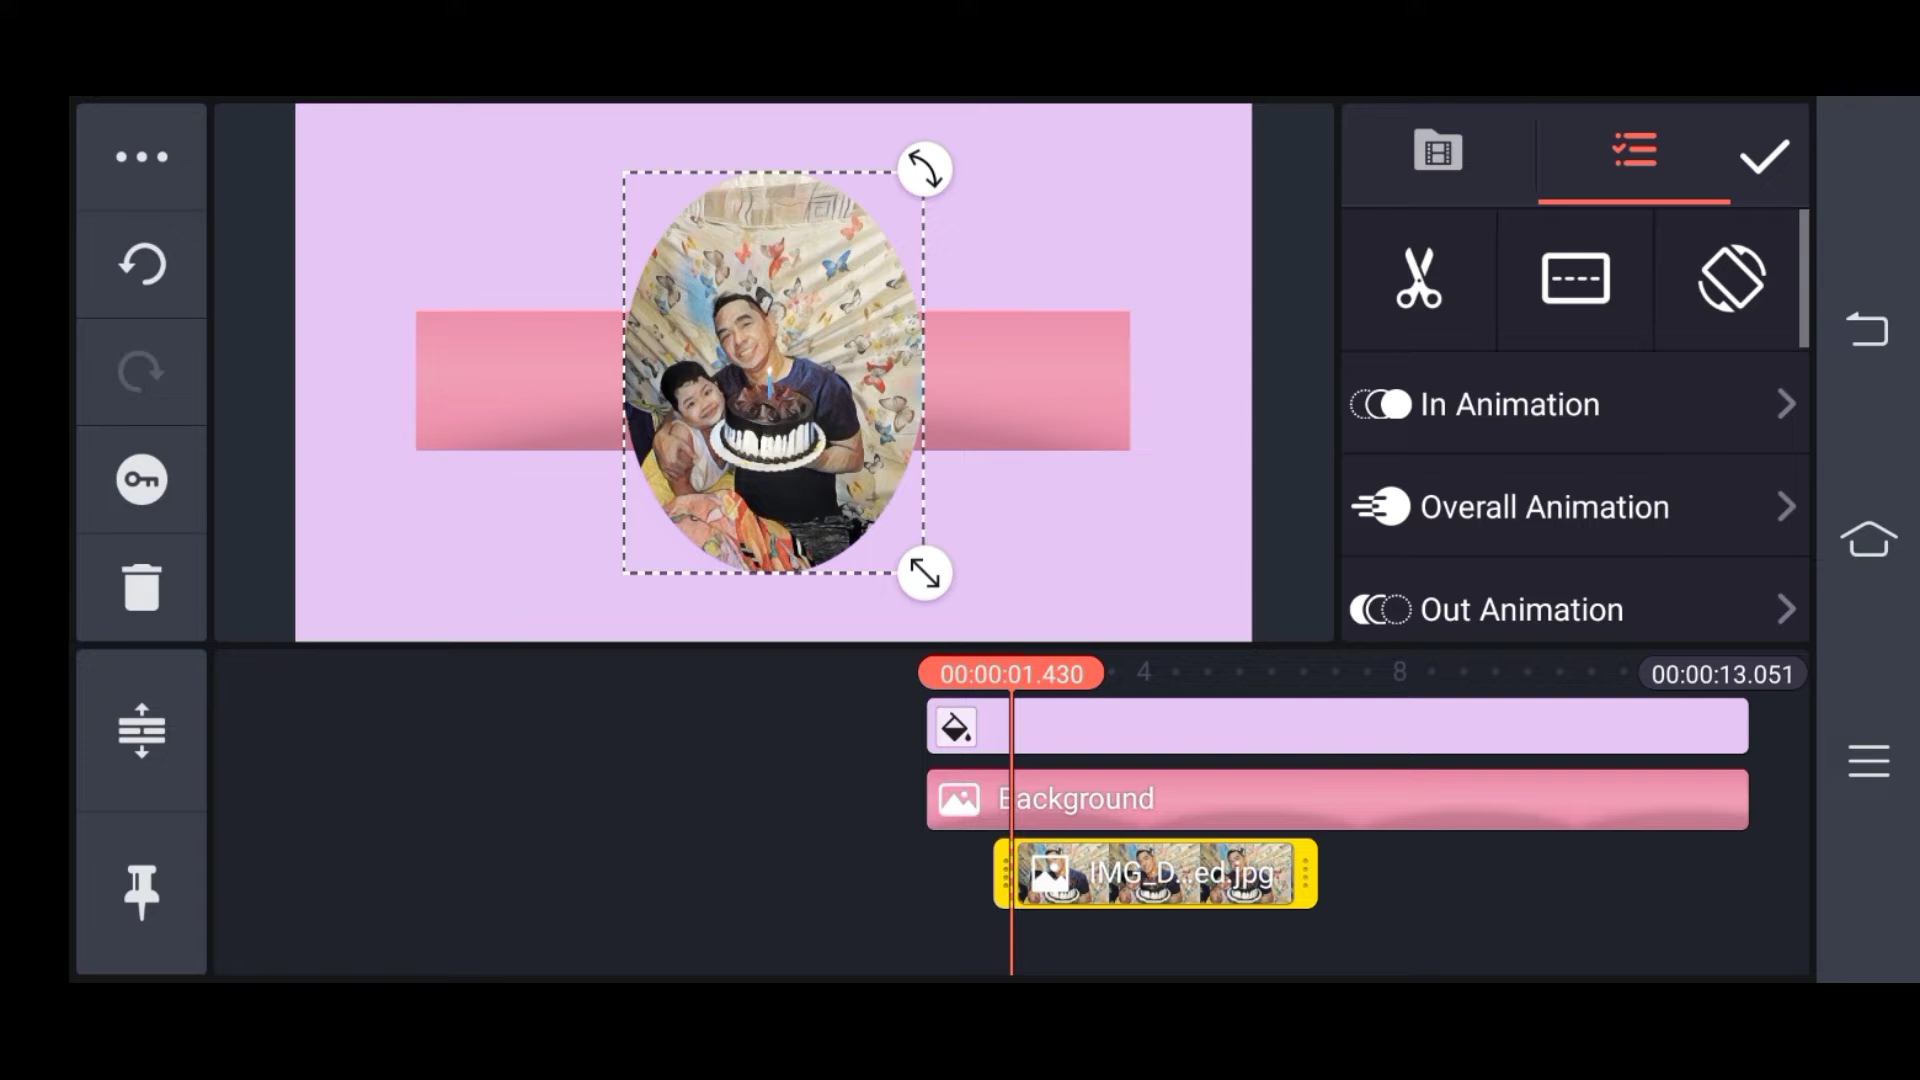 In Animation
Overall Animation
Out Animation
00:00:01.430
4
8
00:00:13.051
Background
IMG_D...ed.jpg